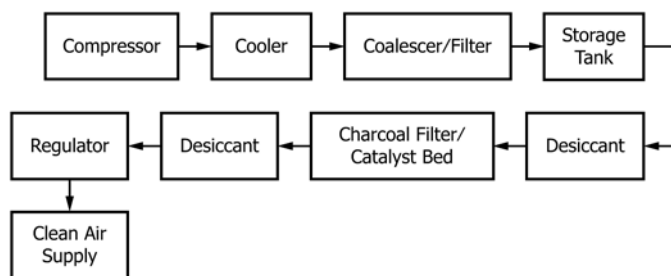 Compressor
Cooler
Coalescer/Filter
Storage
Tank
Regulator
Desiccant
Charcoal Filter/
Catalyst Bed
Desiccant
Clean Air
Supply